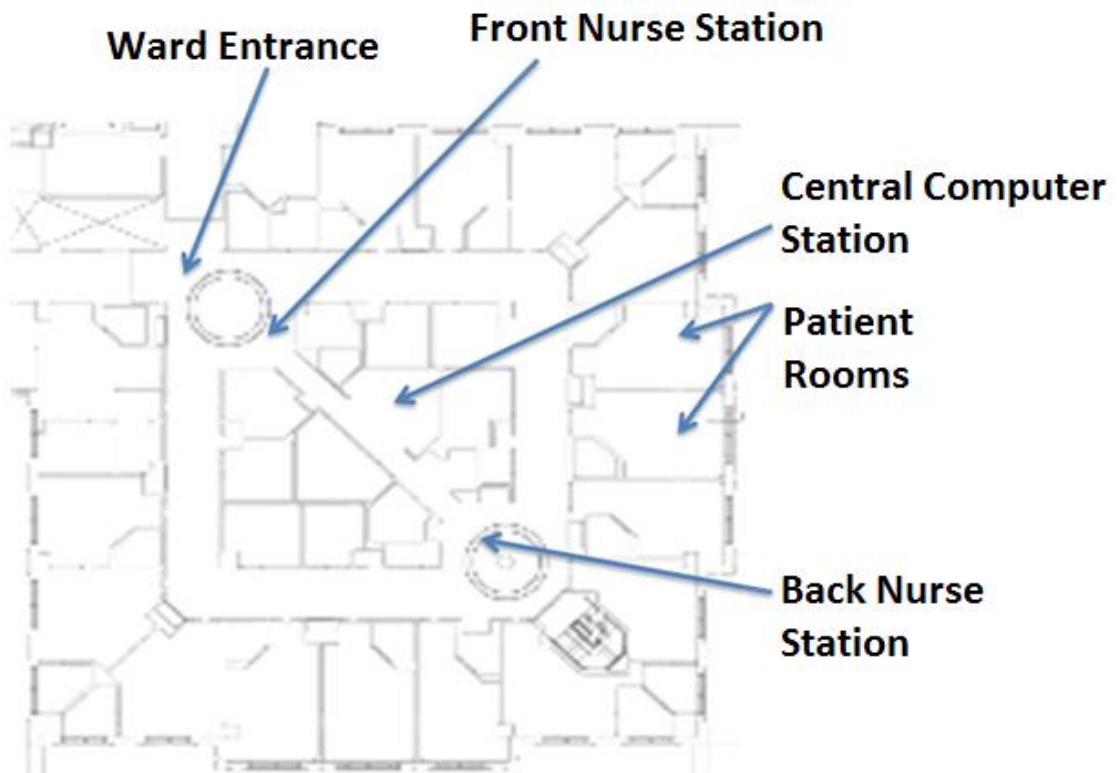 Ward Entrance
Front Nurse Station
Central Computer
Station
Patient
Rooms
Back Nurse
Station